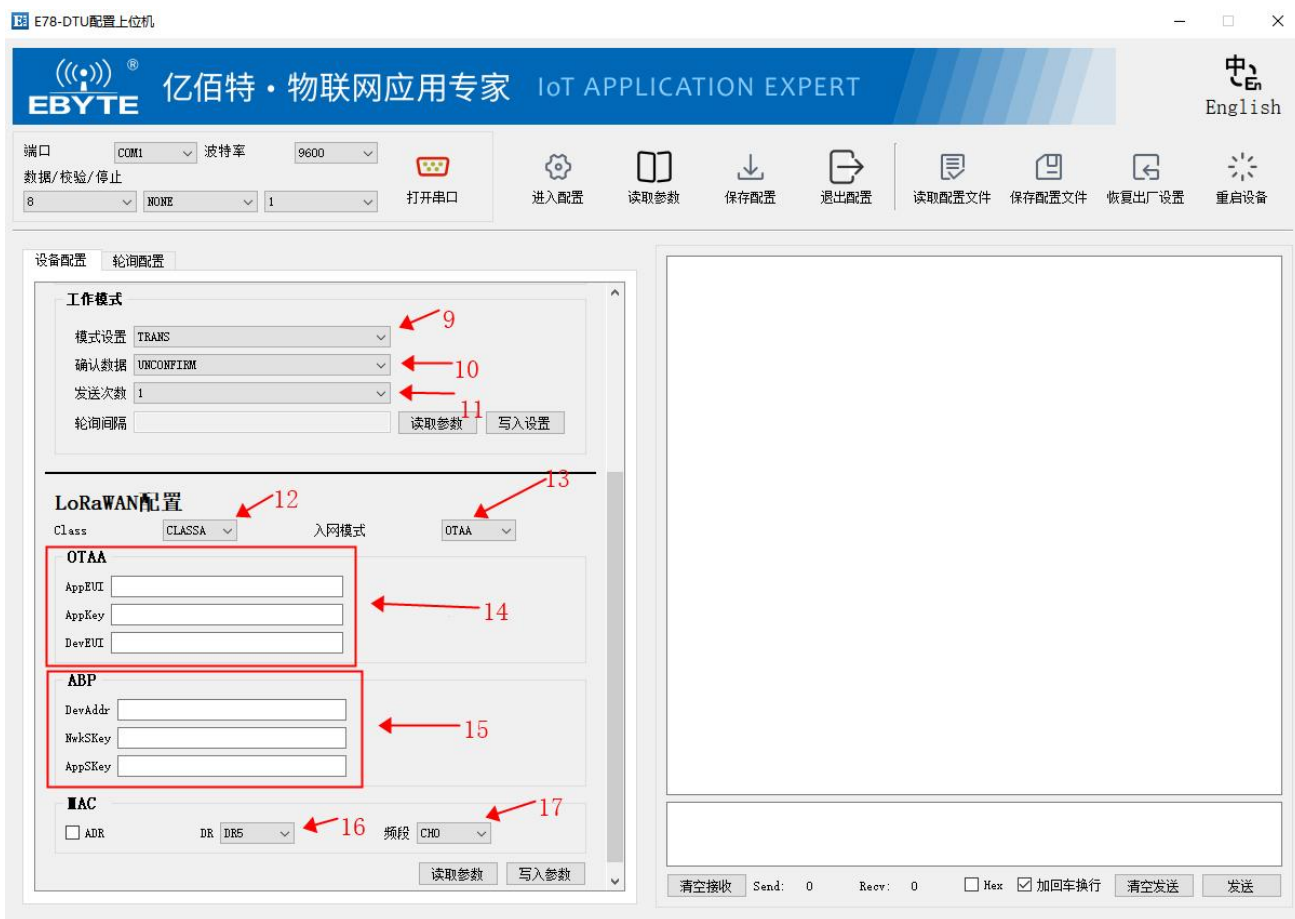 E78-DTU配置上位机
EBYTE ®
亿佰特·物联网应用专家 IoT APPLICATION EXPERT
中 En
English
端口 COM1 波特率 9600
数据/校验/停止
8 NONE 1
打开串口
进入配置 读取参数 保存配置 退出配置 读取配置文件 保存配置文件 恢复出厂设置 重启设备
设备配置 轮询配置
工作模式
模式设置 TRANS 9
确认数据 UNCONFIRM 10
发送次数 1 11
轮询间隔 读取参数 写入设置
LoRaWAN配置 12 13
Class CLASSA 入网模式 OTAA
OTAA
AppEUI
AppKey 14
DevEUI
ABP
DevAddr
NwkSKey 15
AppSKey
MAC
ADR DR DR5 16 频段 CH0 17
读取参数 写入参数
清空接收 Send: 0 Recv: 0 Hex 加回车换行 清空发送 发送